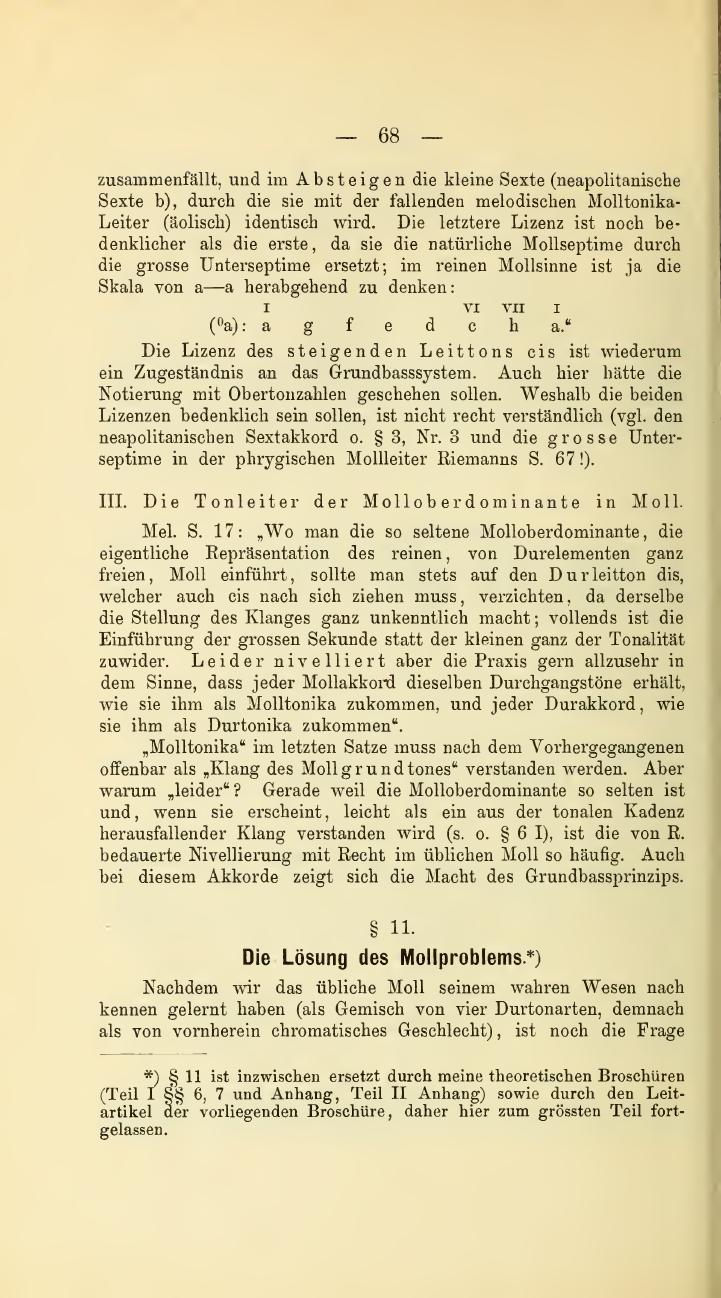 — 68 —
zusammenfällt, und im Absteigen die kleine Sexte (neapolitanische
Sexte b), durch die sie mit der fallenden melodischen Molltonika-
Leiter (äolisch) identisch wird. Die letztere Lizenz ist noch be-
denklicher als die erste, da sie die natürliche Mollseptime durch
die grosse Unterseptime ersetzt; im reinen Mollsinne ist ja die
Skala von a—a herabgehend zu denken:
I VI VII I
(⁰a): a g f e d c h a.“
Die Lizenz des steigenden Leittons cis ist wiederum
ein Zugeständnis an das Grundbasssystem. Auch hier hätte die
Notierung mit Obertonzahlen geschehen sollen. Weshalb die beiden
Lizenzen bedenklich sein sollen, ist nicht recht verständlich (vgl. den
neapolitanischen Sextakkord o. § 3, Nr. 3 und die grosse Unter-
septime in der phrygischen Mollleiter Riemanns S. 67!).
III. Die Tonleiter der Molloberdominante in Moll.
Mel. S. 17: „Wo man die so seltene Molloberdominante, die
eigentliche Repräsentation des reinen, von Durelementen ganz
freien, Moll einführt, sollte man stets auf den Durleitton dis,
welcher auch cis nach sich ziehen muss, verzichten, da derselbe
die Stellung des Klanges ganz unkenntlich macht; vollends ist die
Einführung der grossen Sekunde statt der kleinen ganz der Tonalität
zuwider. Leider nivelliert aber die Praxis gern allzusehr in
dem Sinne, dass jeder Mollakkord dieselben Durchgangstöne erhält,
wie sie ihm als Molltonika zukommen, und jeder Durakkord, wie
sie ihm als Durtonika zukommen“.
„Molltonika“ im letzten Satze muss nach dem Vorhergegangenen
offenbar als „Klang des Mollgrundtones“ verstanden werden. Aber
warum „leider“? Gerade weil die Molloberdominante so selten ist
und, wenn sie erscheint, leicht als ein aus der tonalen Kadenz
herausfallender Klang verstanden wird (s. o. § 6 I), ist die von R.
bedauerte Nivellierung mit Recht im üblichen Moll so häufig. Auch
bei diesem Akkorde zeigt sich die Macht des Grundbassprinzips.
§ 11.
Die Lösung des Mollproblems.*)
Nachdem wir das übliche Moll seinem wahren Wesen nach
kennen gelernt haben (als Gemisch von vier Durtonarten, demnach
als von vornherein chromatisches Geschlecht), ist noch die Frage
*) § 11 ist inzwischen ersetzt durch meine theoretischen Broschüren
(Teil I §§ 6, 7 und Anhang, Teil II Anhang) sowie durch den Leit-
artikel der vorliegenden Broschüre, daher hier zum grössten Teil fort-
gelassen.